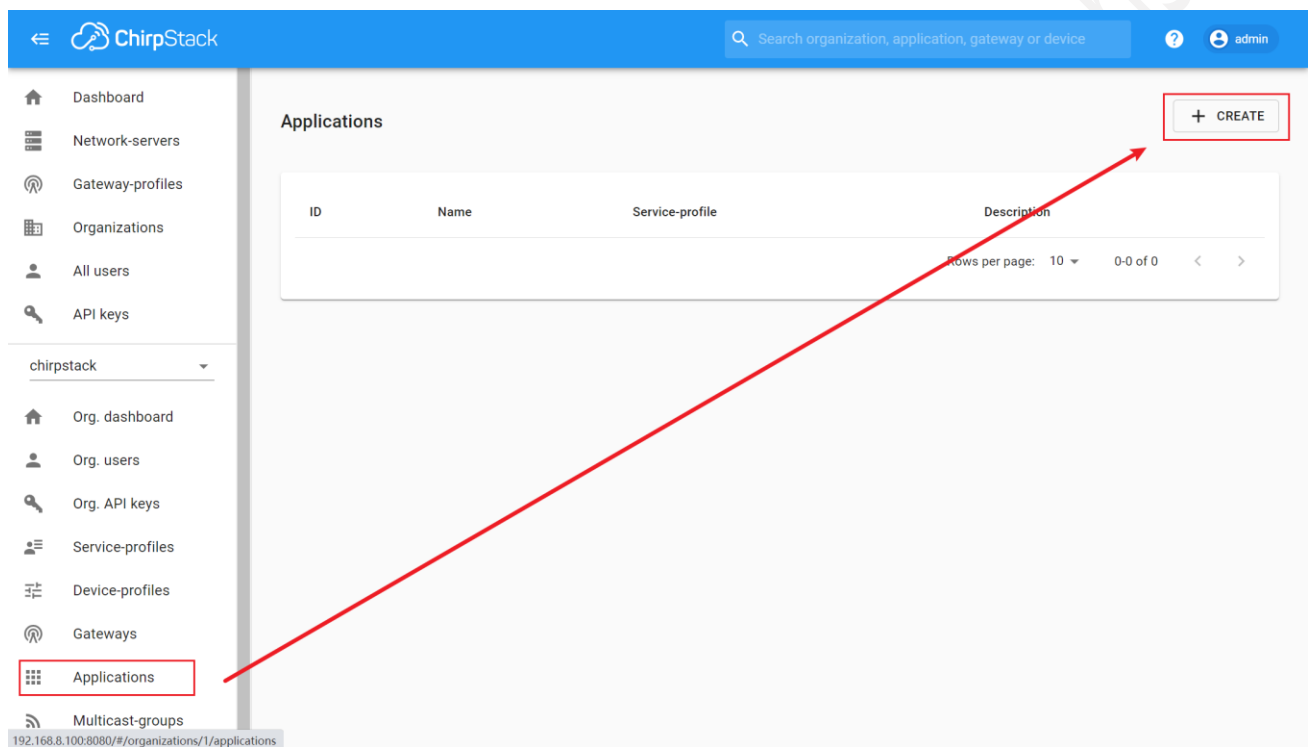 ChirpStack
Search organization, application, gateway or device
?
admin
Dashboard
Network-servers
Gateway-profiles
Organizations
All users
API keys
chirpstack
Org. dashboard
Org. users
Org. API keys
Service-profiles
Device-profiles
Gateways
Applications
Multicast-groups
192.168.8.100:8080/#/organizations/1/applications
Applications
+ CREATE
ID Name Service-profile Description
Rows per page: 10 0-0 of 0 < >